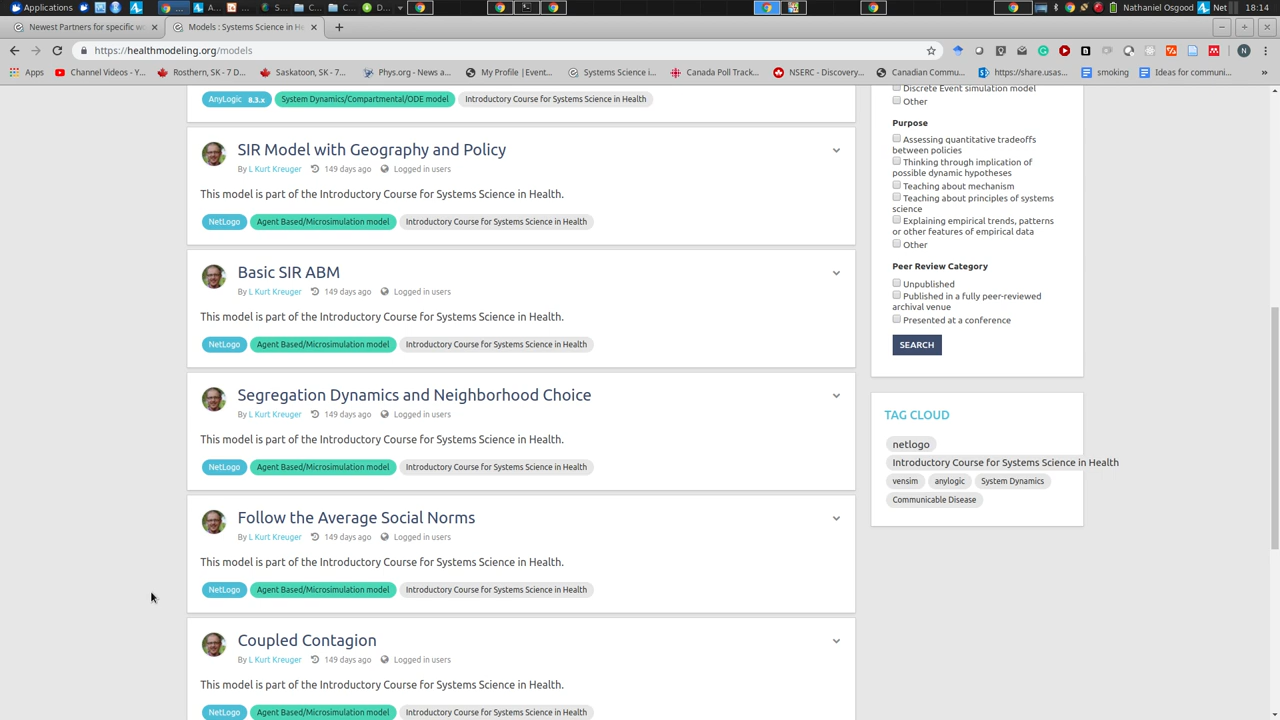 Applications
A...
S...
C...
D...
Nathaniel Osgood
Net
18:14
Newest Partners for specific w
Models : Systems Science in He
https://healthmodeling.org/models
N
Apps
Channel Videos - Y...
Rosthern, SK - 7 D...
Saskatoon, SK - 7...
Phys.org - News a...
My Profile | Event...
Systems Science i...
Canada Poll Track...
NSERC - Discovery...
Canadian Commu...
https://share.usas...
smoking
Ideas for communi...
»
AnyLogic 8.3.x
System Dynamics/Compartmental/ODE model
Introductory Course for Systems Science in Health
SIR Model with Geography and Policy
By L Kurt Kreuger 149 days ago Logged in users
This model is part of the Introductory Course for Systems Science in Health.
NetLogo Agent Based/Microsimulation model Introductory Course for Systems Science in Health
Basic SIR ABM
By L Kurt Kreuger 149 days ago Logged in users
This model is part of the Introductory Course for Systems Science in Health.
NetLogo Agent Based/Microsimulation model Introductory Course for Systems Science in Health
Segregation Dynamics and Neighborhood Choice
By L Kurt Kreuger 149 days ago Logged in users
This model is part of the Introductory Course for Systems Science in Health.
NetLogo Agent Based/Microsimulation model Introductory Course for Systems Science in Health
Follow the Average Social Norms
By L Kurt Kreuger 149 days ago Logged in users
This model is part of the Introductory Course for Systems Science in Health.
NetLogo Agent Based/Microsimulation model Introductory Course for Systems Science in Health
Coupled Contagion
By L Kurt Kreuger 149 days ago Logged in users
This model is part of the Introductory Course for Systems Science in Health.
NetLogo Agent Based/Microsimulation model Introductory Course for Systems Science in Health
Discrete Event simulation model
Other
Purpose
Assessing quantitative tradeoffs
between policies
Thinking through implication of
possible dynamic hypotheses
Teaching about mechanism
Teaching about principles of systems
science
Explaining empirical trends, patterns
or other features of empirical data
Other
Peer Review Category
Unpublished
Published in a fully peer-reviewed
archival venue
Presented at a conference
SEARCH
TAG CLOUD
netlogo
Introductory Course for Systems Science in Health
vensim anylogic System Dynamics
Communicable Disease